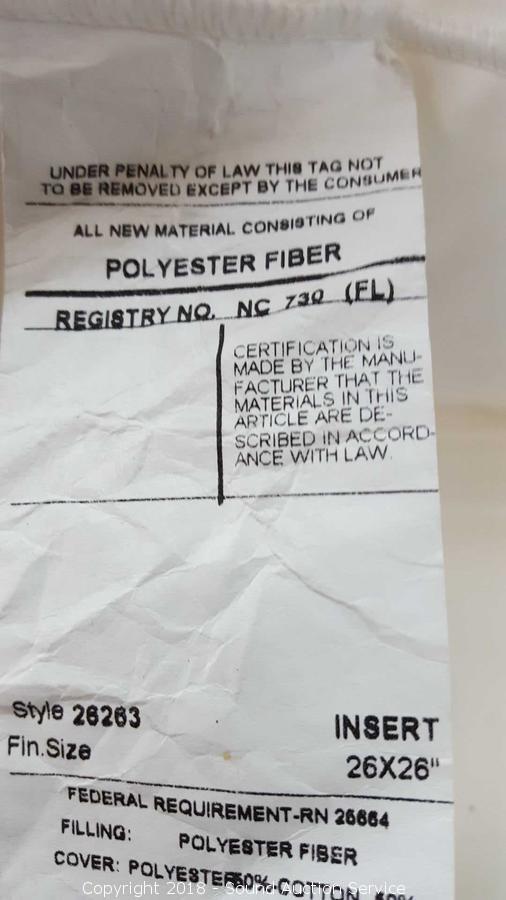 UNDER PENALTY OF LAW THIS TAG NOT
TO BE REMOVED EXCEPT BY THE CONSUMER
ALL NEW MATERIAL CONSISTING OF
POLYESTER FIBER
REGISTRY NO. NC 730 (FL)
CERTIFICATION IS
MADE BY THE MANU-
FACTURER THAT THE
MATERIALS IN THIS
ARTICLE ARE DE-
SCRIBED IN ACCORD-
ANCE WITH LAW.
Style 26263
INSERT
Fin.Size
26X26"
FEDERAL REQUIREMENT-RN 26664
FILLING: POLYESTER FIBER
COVER: POLYESTER 50% COTTON 50%
Copyright 2018 - Sound Auction Service